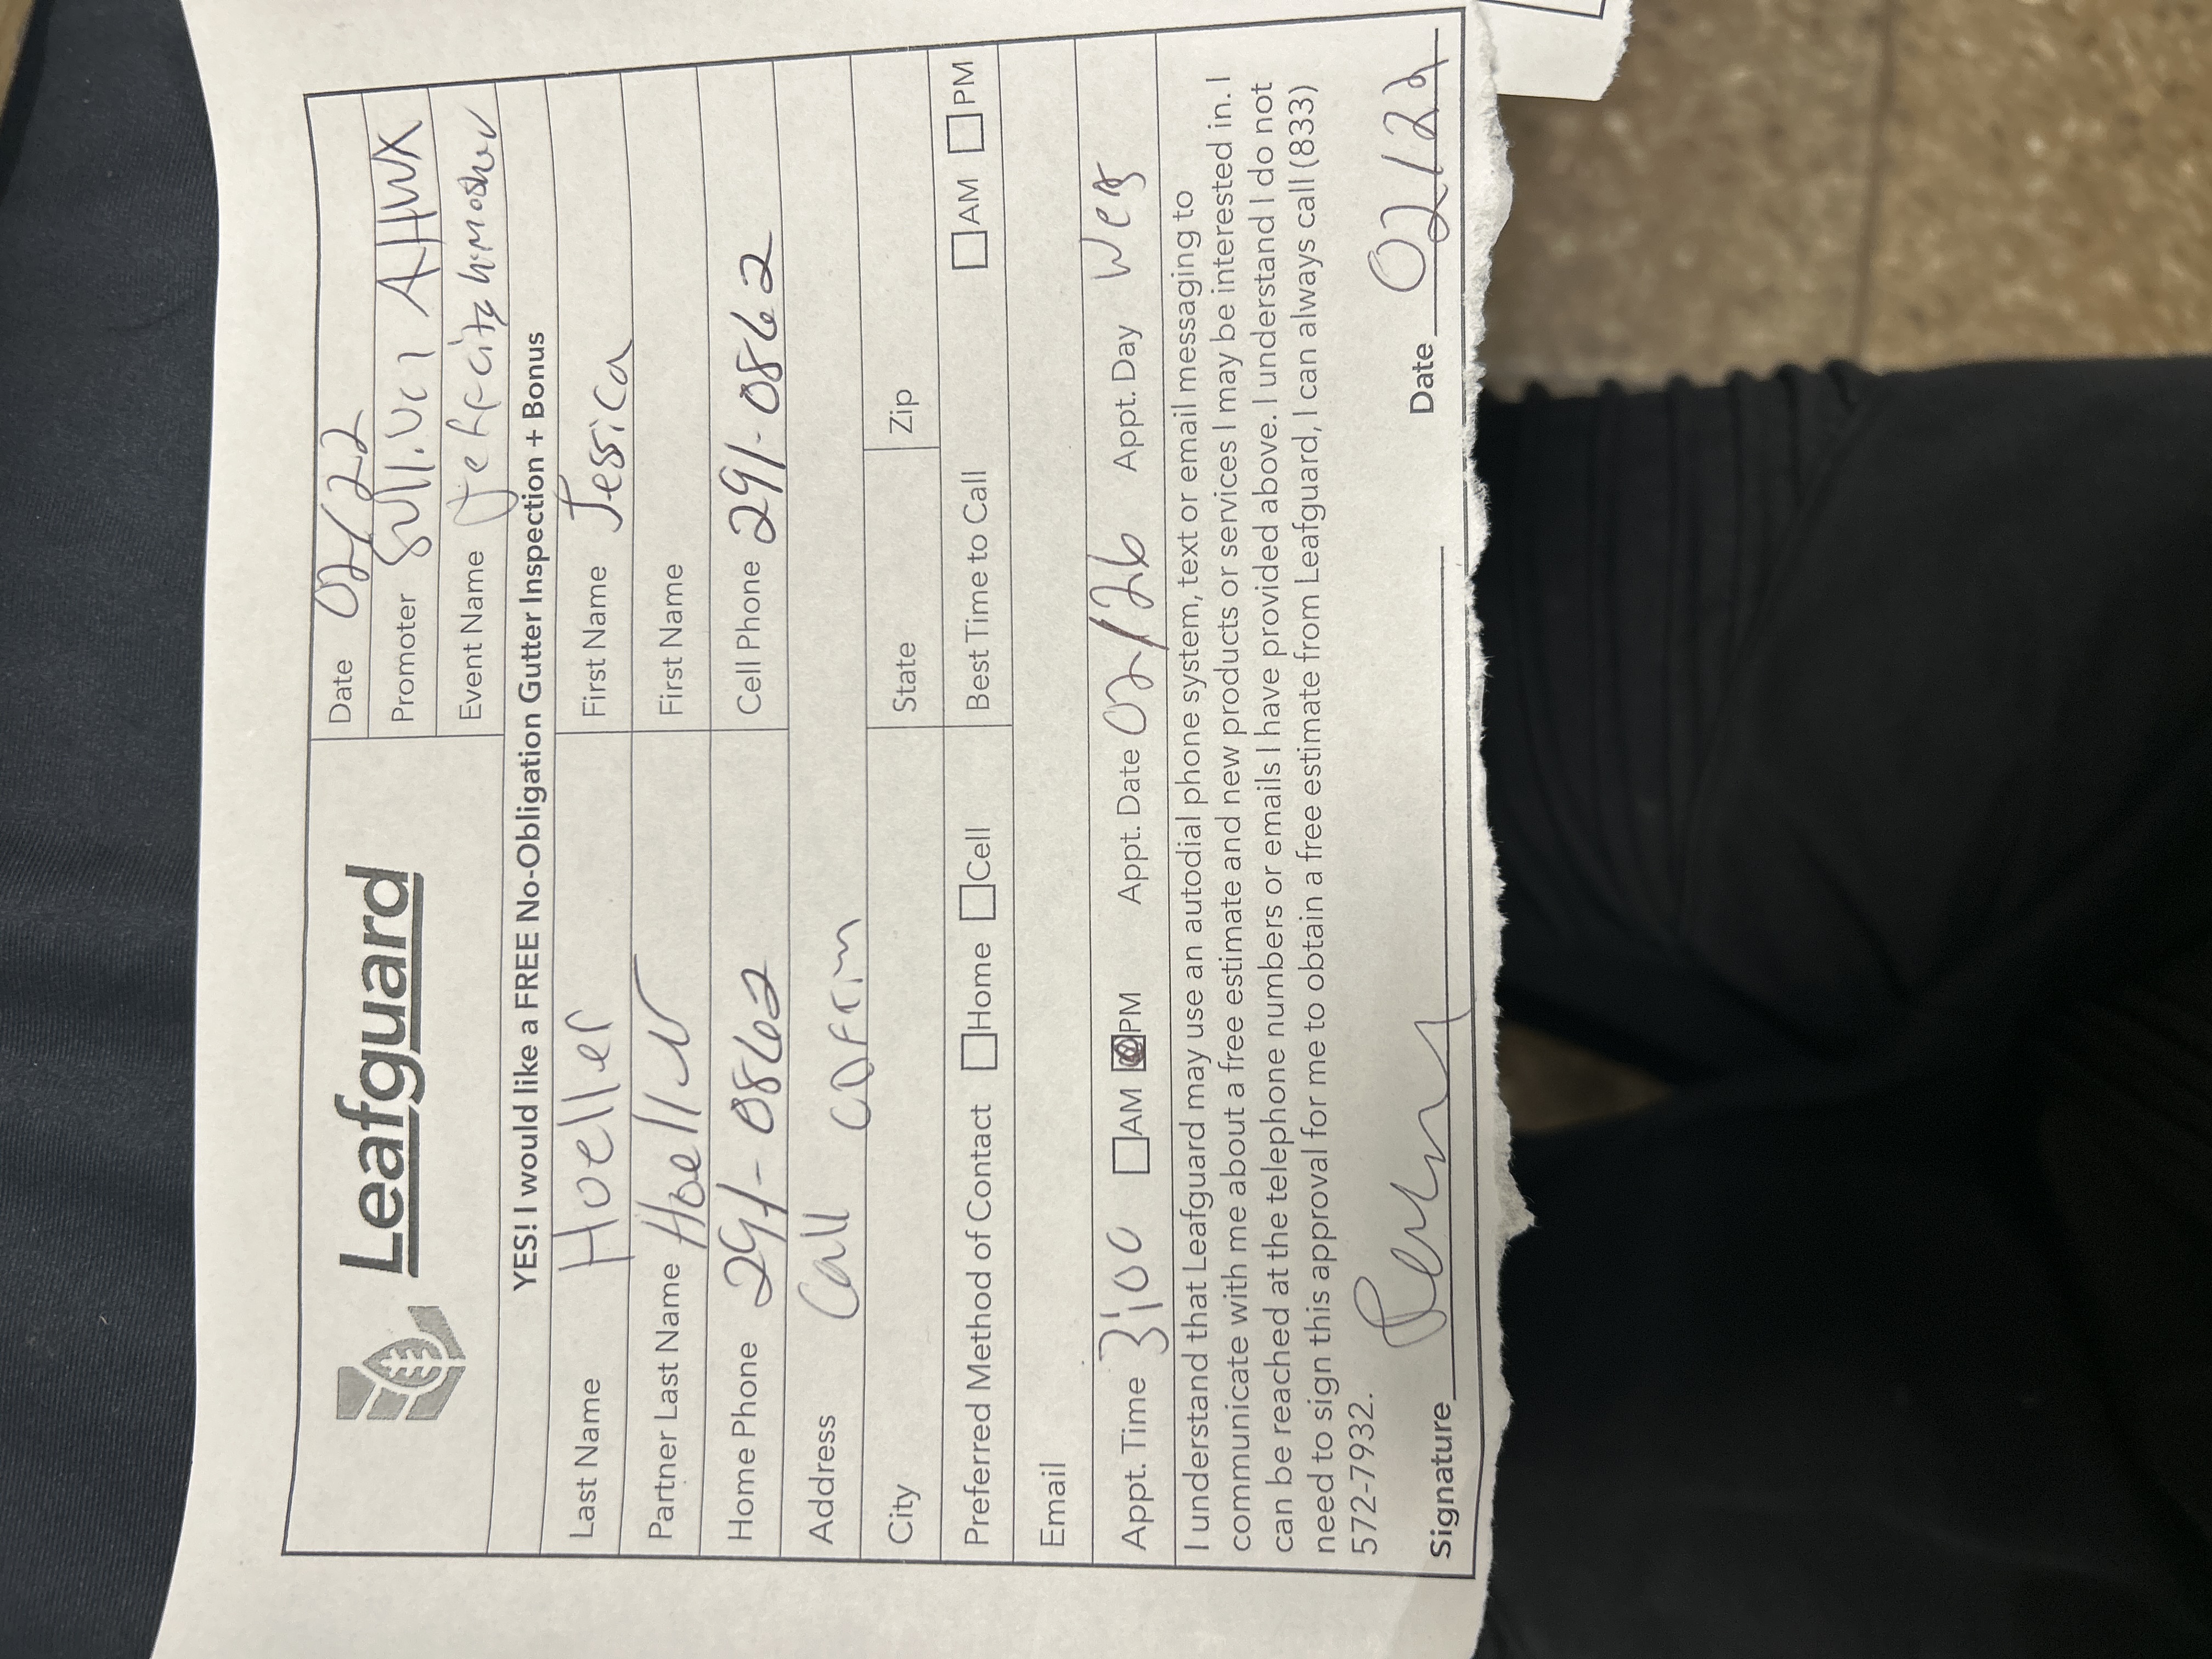 Leafguard
Date 02/22
Promoter AHWX
Event Name
YES! I would like a FREE No-Obligation Gutter Inspection + Bonus
Last Name Hoeller First Name Jessica
Partner Last Name Hoeller First Name
Home Phone 291-0862 Cell Phone 291-0862
Address Call
City State Zip
Preferred Method of Contact Home Cell Best Time to Call AM PM
Email
Appt. Time 3:00 AM PM Appt. Date 02/26 Appt. Day
I understand that Leafguard may use an autodial phone system, text or email messaging to
communicate with me about a free estimate and new products or services I may be interested in. I
can be reached at the telephone numbers or emails I have provided above. I understand I do not
need to sign this approval for me to obtain a free estimate from Leafguard, I can always call (833)
572-7932.
Signature Date 02/22